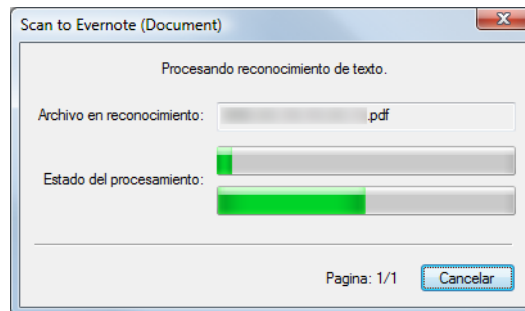 Scan to Evernote (Document)
Procesando reconocimiento de texto.
Archivo en reconocimiento: .pdf
Estado del procesamiento:
Pagina: 1/1 Cancelar